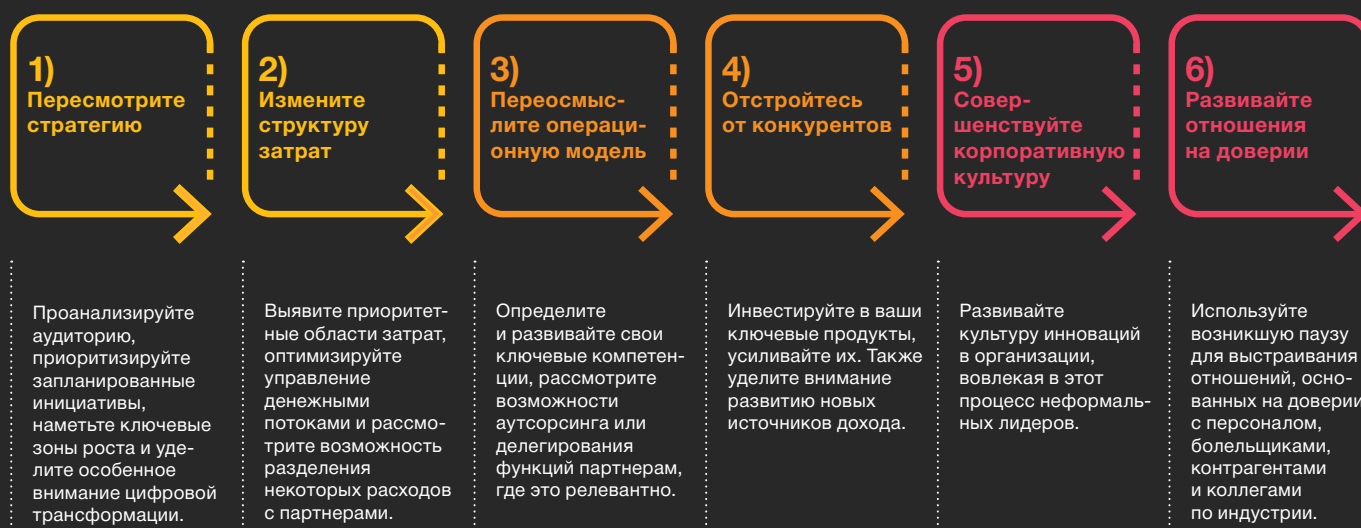 1)
Пересмотрите
стратегию
2)
Измените
структуру
затрат
3)
Переосмыс-
лите операци-
онную модель
4)
Отстройтесь
от конкурентов
5)
Совер-
шенствуйте
корпоративную
культуру
6)
Развивайте
отношения
на доверии
Проанализируйте
аудиторию,
приоритизируйте
запланированные
инициативы,
наметьте ключевые
зоны роста и уде-
лите особенное
внимание цифровой
трансформации.
Выявите приоритет-
ные области затрат,
оптимизируйте
управление
денежными
потоками и рассмо-
трите возможность
разделения
некоторых расходов
с партнерами.
Определите
и развивайте свои
ключевые компетен-
ции, рассмотрите
возможности
аутсорсинга или
делегирования
функций партнерам,
где это релевантно.
Инвестируйте в ваши
ключевые продукты,
усиливайте их. Также
уделите внимание
развитию новых
источников дохода.
Развивайте
культуру инноваций
в организации,
вовлекая в этот
процесс неформаль-
ных лидеров.
Используйте
возникшую паузу
для выстраивания
отношений, осно-
ванных на доверии
с персоналом,
болельщиками,
контрагентами
и коллегами
по индустрии.